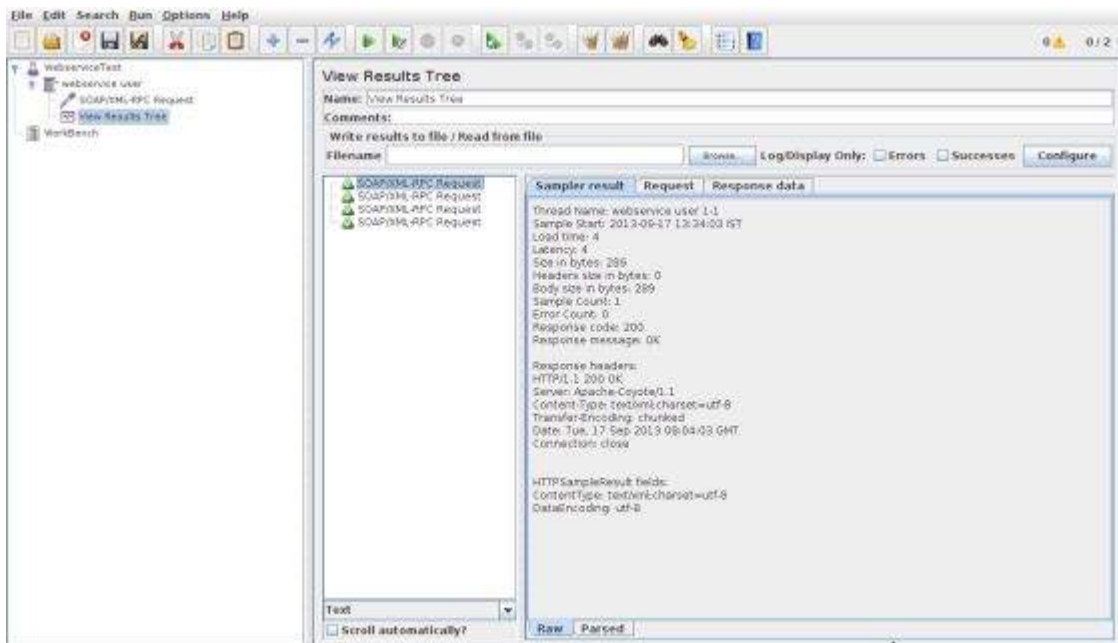 File Edit Search Run Options Help
0 0 / 2
WebserviceTest
webservice user
SOAP/XML-RPC Request
View Results Tree
WorkBench
View Results Tree
Name: View Results Tree
Comments:
Write results to file / Read from file
Filename Browse... Log/Display Only: Errors Successes Configure
SOAP/XML-RPC Request
SOAP/XML-RPC Request
SOAP/XML-RPC Request
SOAP/XML-RPC Request
Text
Scroll automatically?
Sampler result Request Response data
Thread Name: webservice user 1-1
Sample Start: 2013-09-17 13:34:03 IST
Load time: 4
Latency: 4
Size in bytes: 289
Headers size in bytes: 0
Body size in bytes: 289
Sample Count: 1
Error Count: 0
Response code: 200
Response message: OK
Response headers:
HTTP/1.1 200 OK
Server: Apache-Coyote/1.1
Content-Type: text/xml;charset=utf-8
Transfer-Encoding: chunked
Date: Tue, 17 Sep 2013 08:04:03 GMT
Connection: close
HTTPSampleResult fields:
ContentType: text/xml;charset=utf-8
DataEncoding: utf-8
Raw Parsed